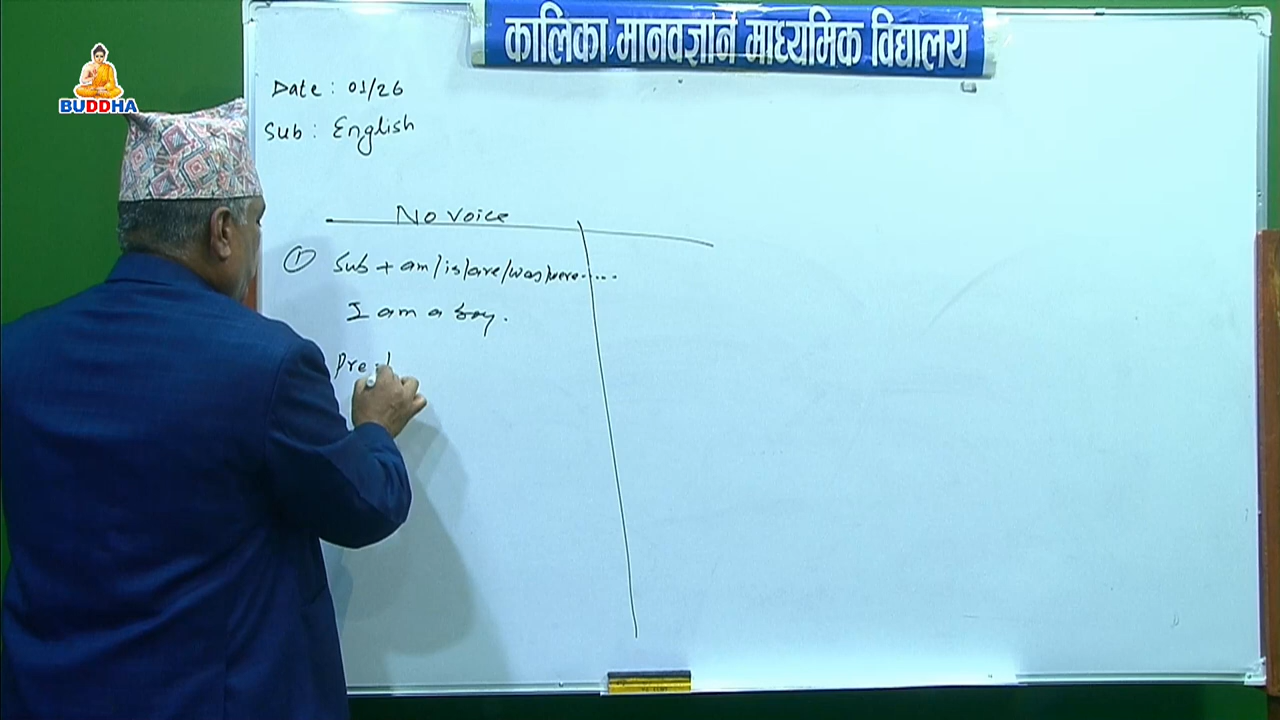 BUDDHA
कालिका मानवज्ञान माध्यमिक विद्यालय
Date : 01/26
Sub : English
No voice
① Sub + am/is/are/was/were.....
I am a boy.
Pre